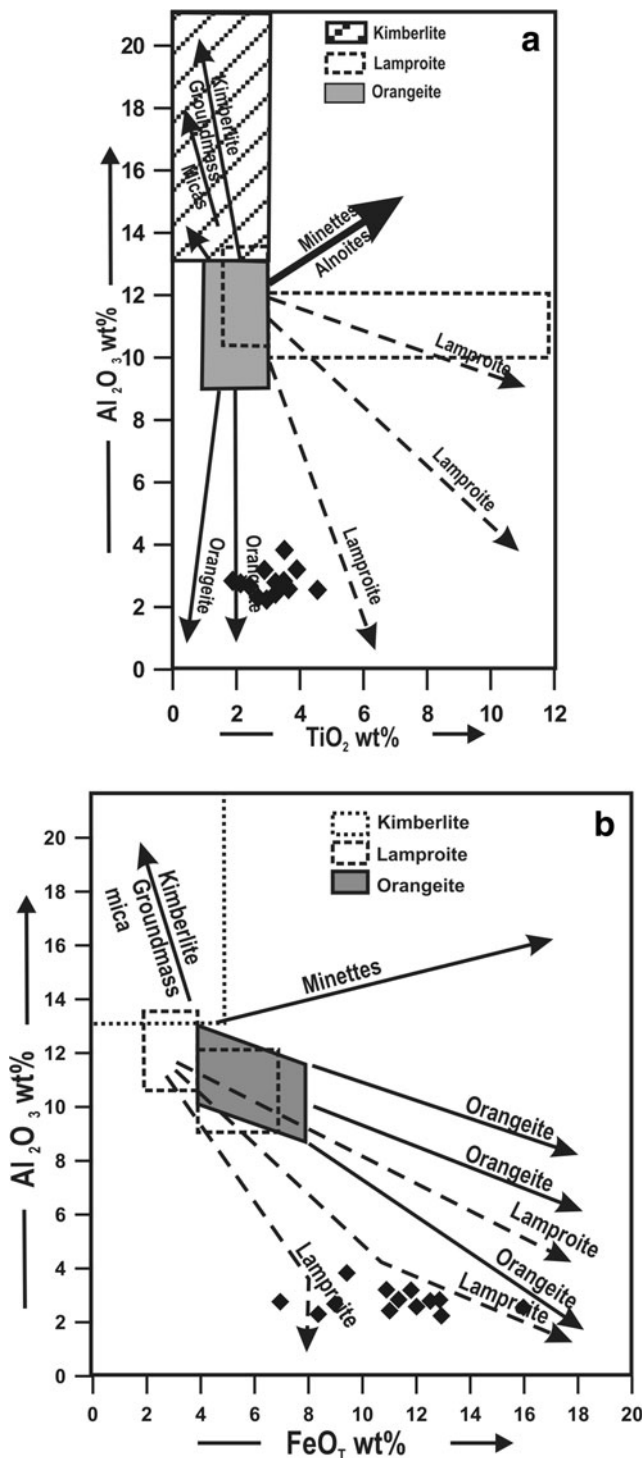 a
Kimberlite
Lamproite
Orangeite
20
18
16
14
12
10
8
6
4
2
0
Al2O3 wt%
Kimberlite
Groundmass
Micas
Minettes
Alnoites
Lamproite
Lamproite
Lamproite
Orangeite
Orangeite
0 2 4 6 8 10 12
TiO2 wt%
b
Kimberlite
Lamproite
Orangeite
20
18
16
14
12
10
8
6
4
2
0
Al2O3 wt%
Kimberlite
Groundmass
mica
Minettes
Orangeite
Orangeite
Lamproite
Orangeite
Lamproite
Lamproite
0 2 4 6 8 10 12 14 16 18 20
FeOT wt%